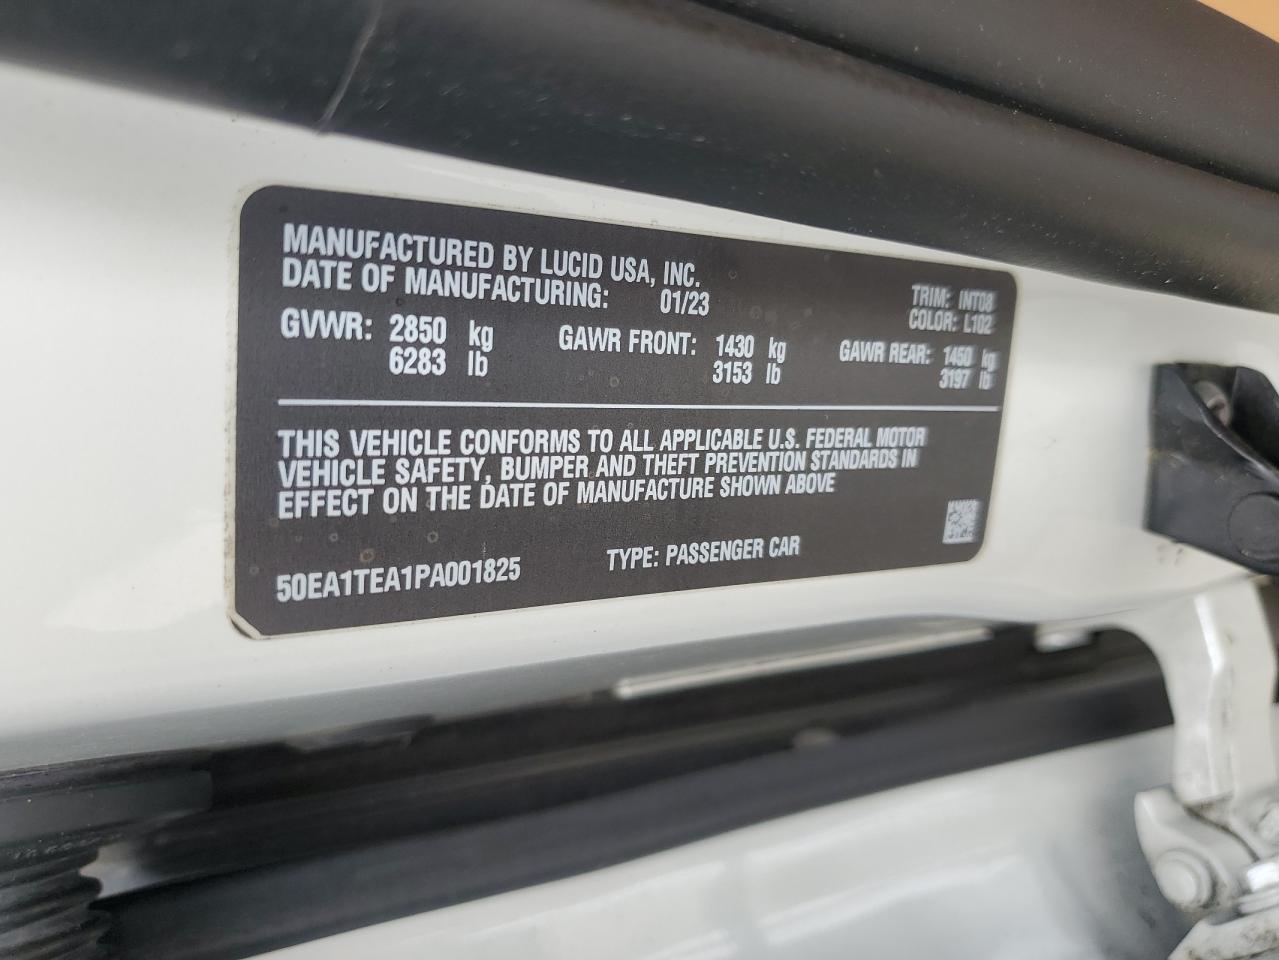 MANUFACTURED BY LUCID USA, INC.
DATE OF MANUFACTURING: 01/23
TRIM: INT08
COLOR: L102
GVWR: 2850 kg GAWR FRONT: 1430 kg GAWR REAR: 1450 kg
6283 lb 3153 lb 3197 lb
THIS VEHICLE CONFORMS TO ALL APPLICABLE U.S. FEDERAL MOTOR
VEHICLE SAFETY, BUMPER AND THEFT PREVENTION STANDARDS IN
EFFECT ON THE DATE OF MANUFACTURE SHOWN ABOVE
50EA1TEA1PA001825 TYPE: PASSENGER CAR